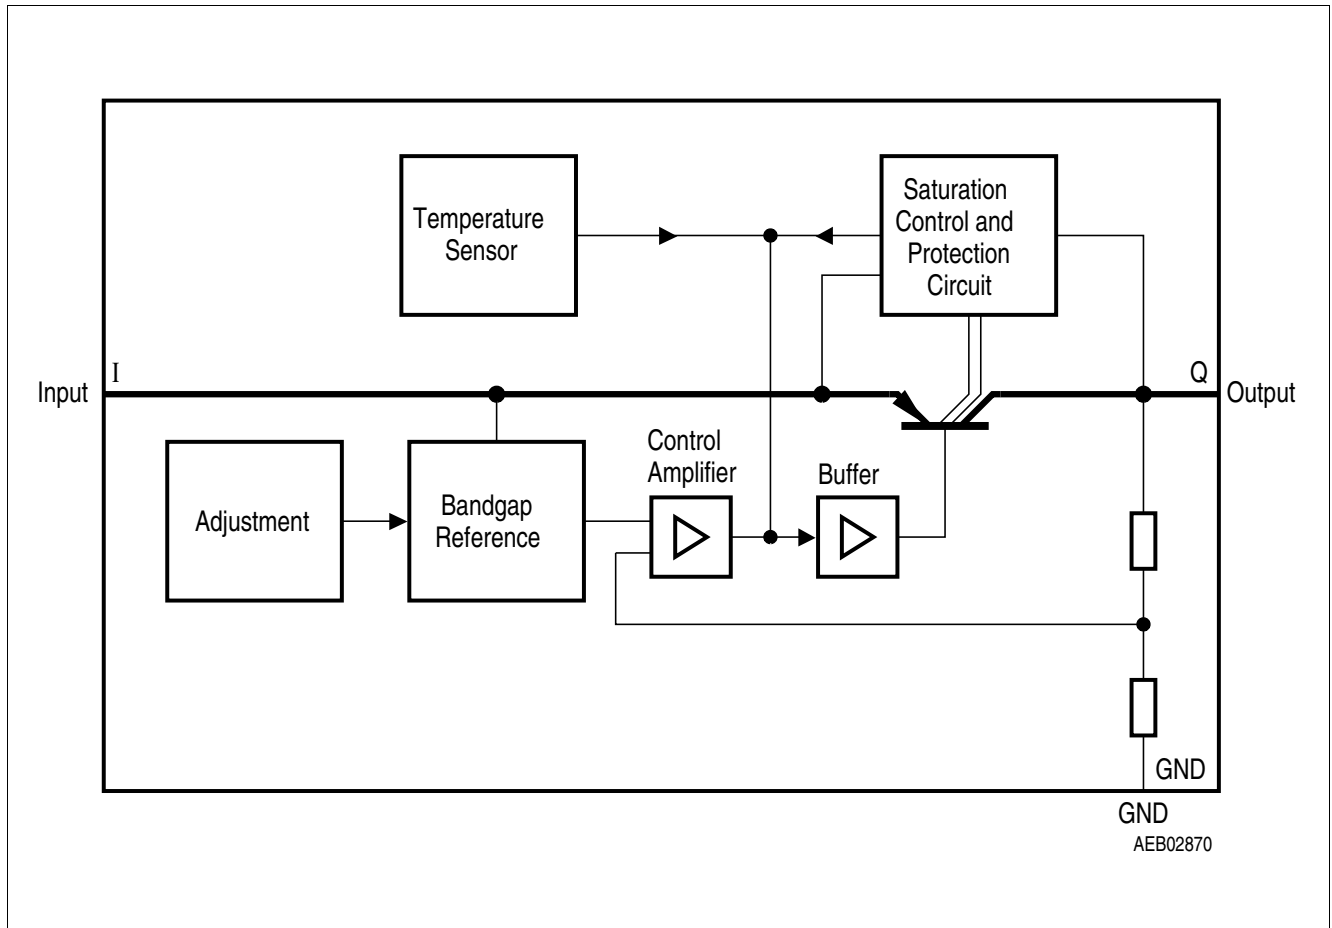 Temperature
Sensor
Saturation
Control and
Protection
Circuit
I
Q
Input
Output
Control
Amplifier
Buffer
Adjustment
Bandgap
Reference
GND
GND
AEB02870